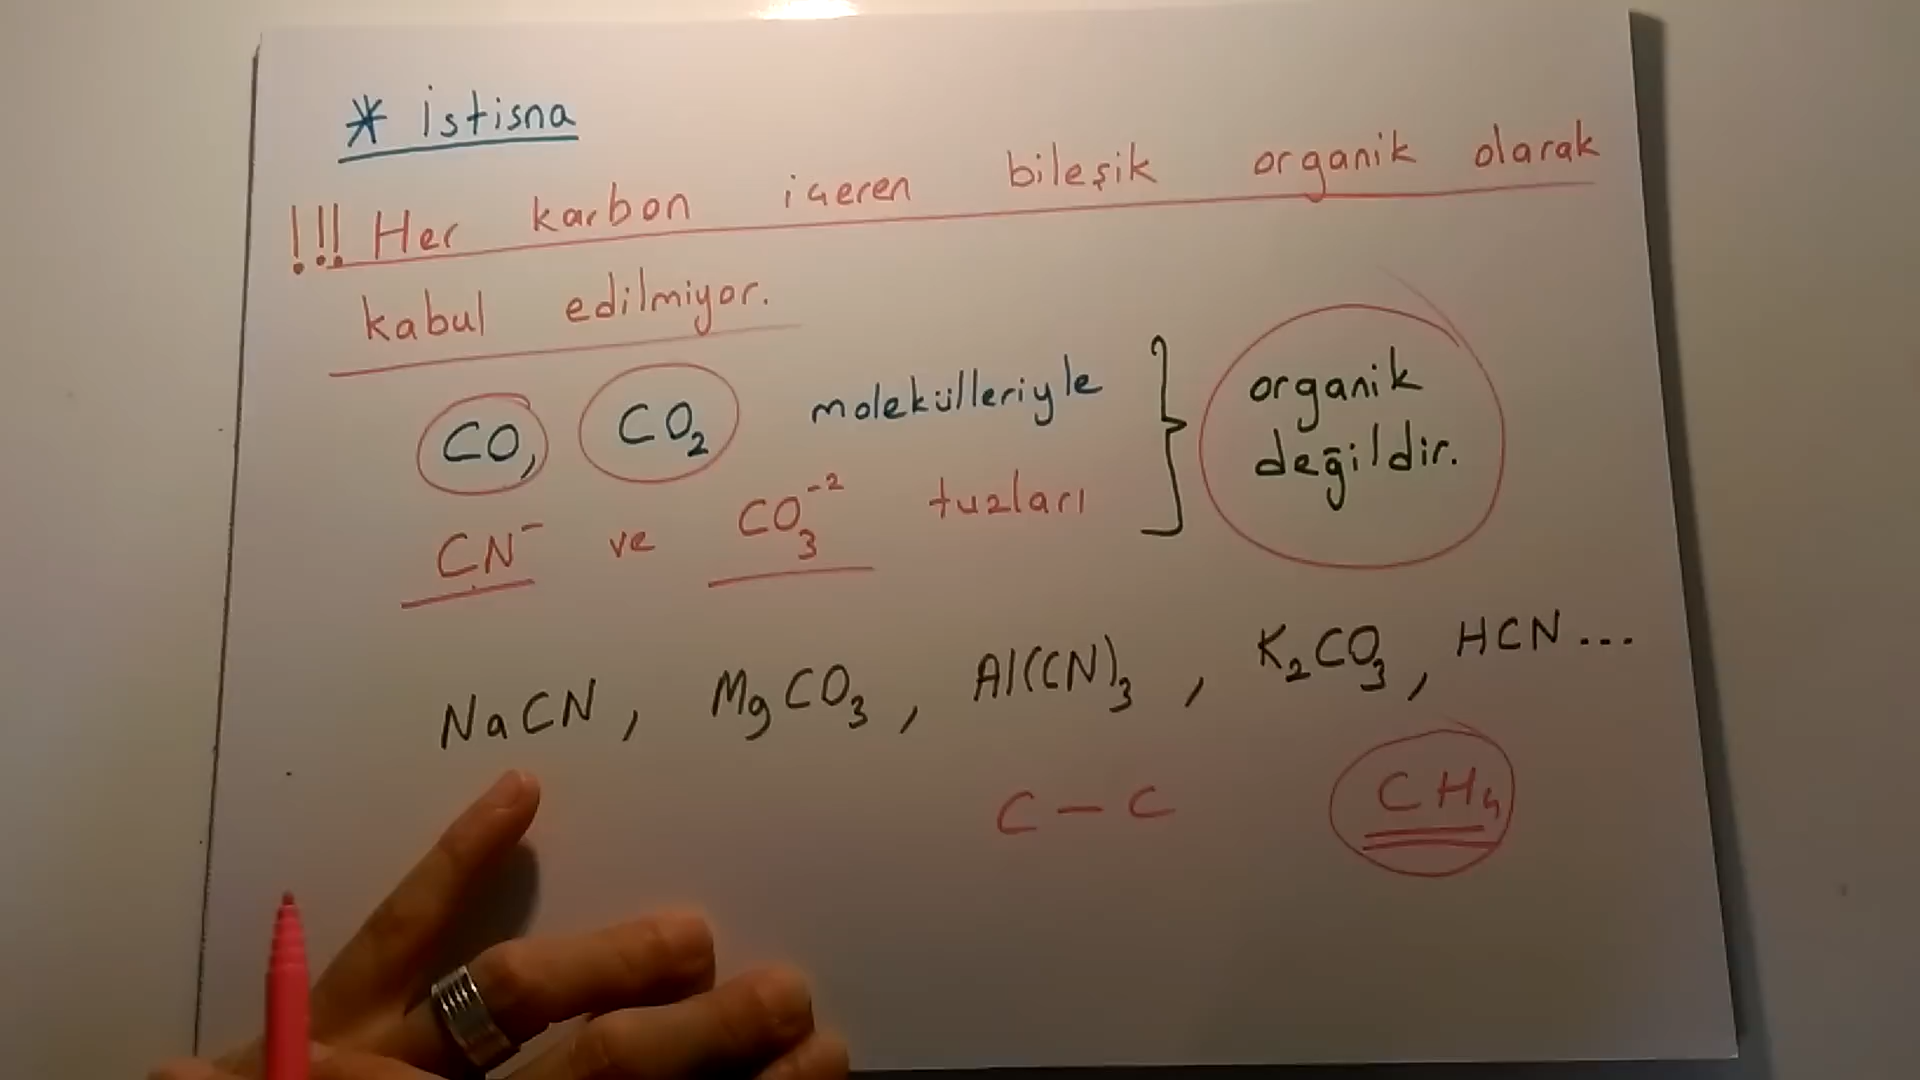 * İstisna
!!! Her karbon içeren bileşik organik olarak
kabul edilmiyor.
CO, CO₂ molekülleriyle
CN⁻ ve CO₃⁻² tuzları
} organik
değildir.
NaCN, MgCO₃, Al(CN)₃, K₂CO₃, HCN...
C – C CH₄